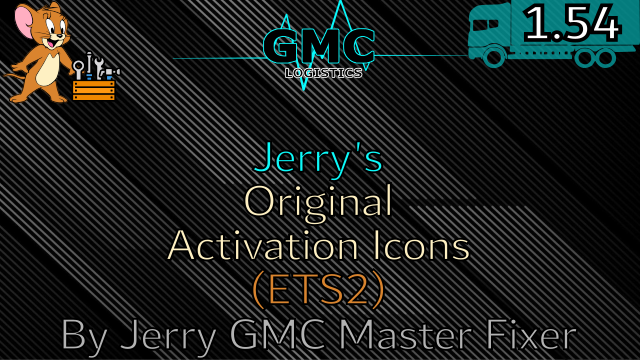 GMC
LOGISTICS
1.54
Jerry's
Original
Activation Icons
(ETS2)
By Jerry GMC Master Fixer